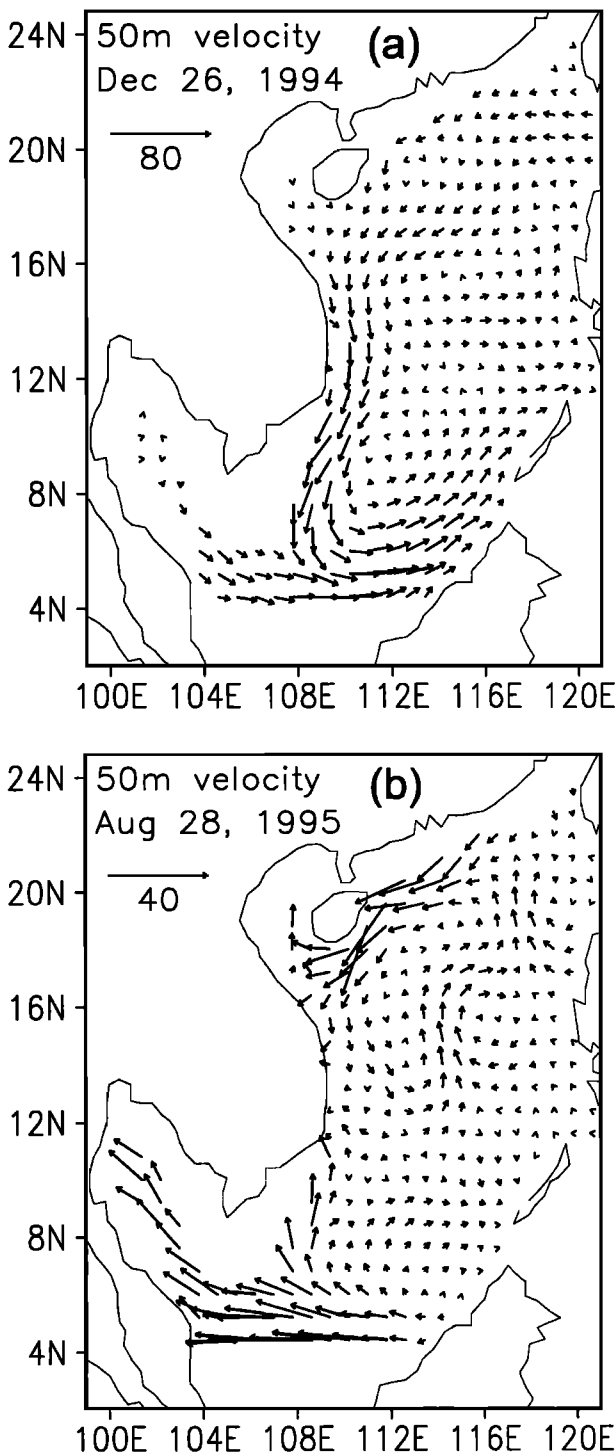 50m velocity (a)
Dec 26, 1994
80
24N
20N
16N
12N
8N
4N
100E 104E 108E 112E 116E 120E
50m velocity (b)
Aug 28, 1995
40
24N
20N
16N
12N
8N
4N
100E 104E 108E 112E 116E 120E